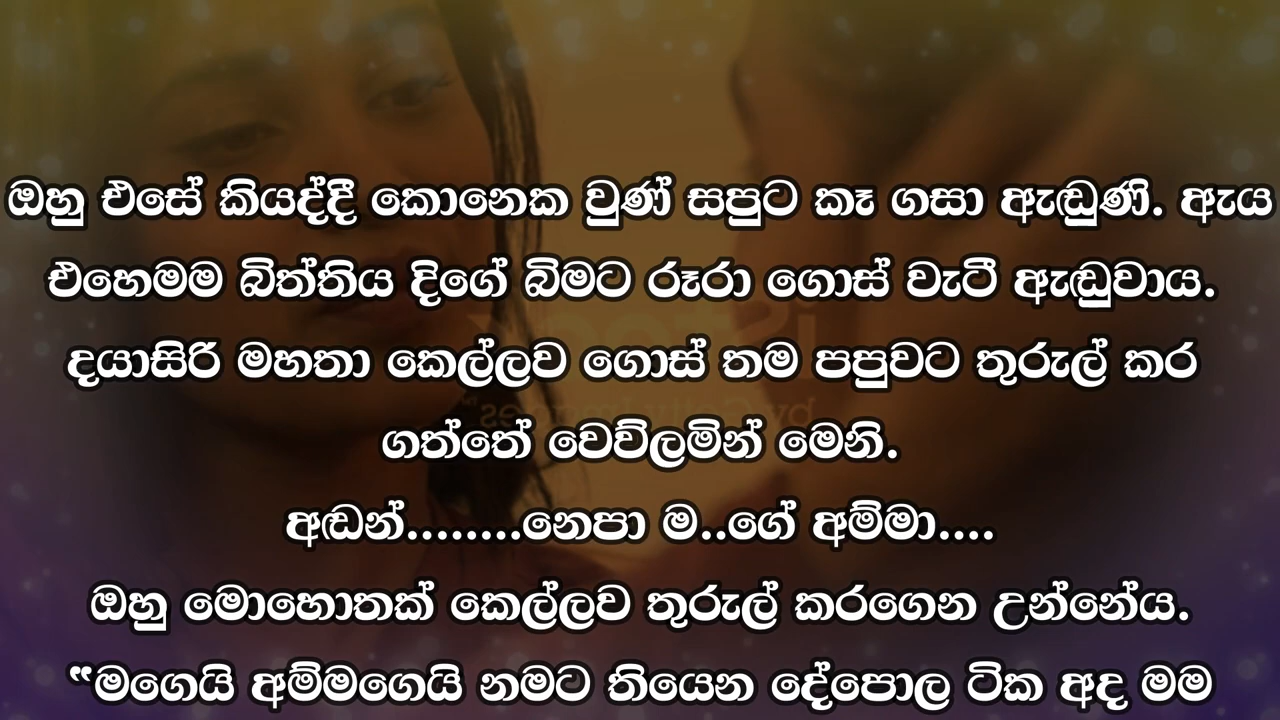 ඔහු එසේ කියද්දී කොනෙක වුණ් සපුට කෑ ගසා ඇඬුණි. ඇය
එහෙමම බිත්තිය දිගේ බිමට රූරා ගොස් වැටී ඇඬුවාය.
දයාසිරි මහතා කෙල්ලව ගොස් තම පපුවට තුරුල් කර
ගත්තේ වෙව්ලමින් මෙනි.
අඬන්........නෙපා ම..ගේ අම්මා....
ඔහු මොහොතක් කෙල්ලව තුරුල් කරගෙන උන්නේය.
“මගෙයි අම්මගෙයි නමට තියෙන දේපොල ටික අද මම